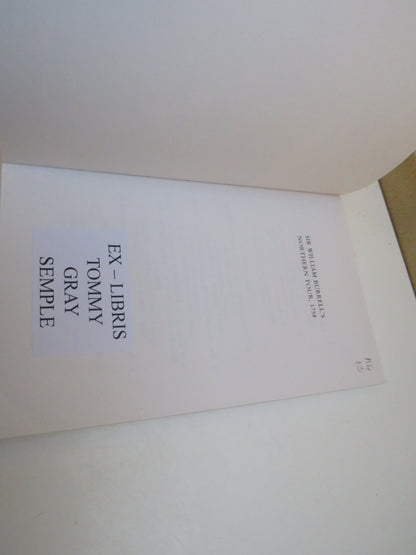 SIR WILLIAM BURRELL'S
NORTHERN TOUR, 1758
EX – LIBRIS
TOMMY
GRAY
SEMPLE